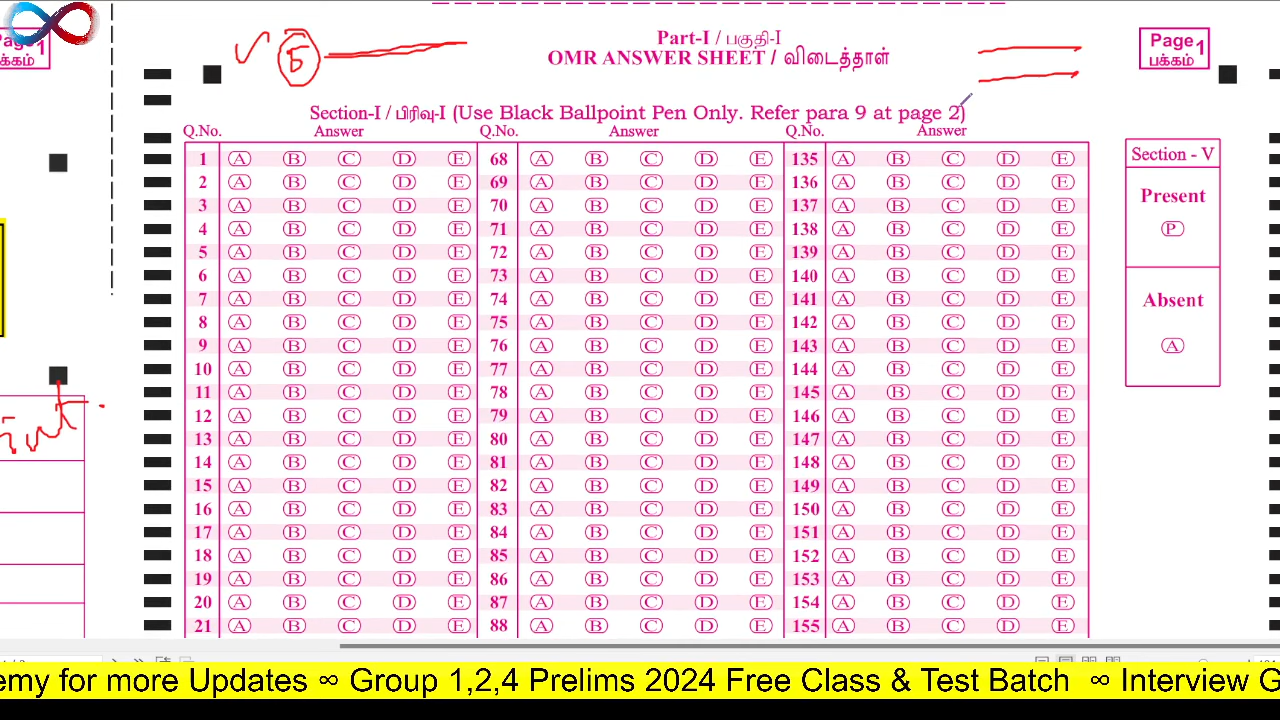 Page 1
க்கம்
5
Part-I / பகுதி-I
OMR ANSWER SHEET / விடைத்தாள்
Page 1
பக்கம்
Section-I / பிரிவு-I (Use Black Ballpoint Pen Only. Refer para 9 at page 2)
Q.No. Answer Q.No. Answer Q.No. Answer
1 A B C D E 68 A B C D E 135 A B C D E
2 A B C D E 69 A B C D E 136 A B C D E
3 A B C D E 70 A B C D E 137 A B C D E
4 A B C D E 71 A B C D E 138 A B C D E
5 A B C D E 72 A B C D E 139 A B C D E
6 A B C D E 73 A B C D E 140 A B C D E
7 A B C D E 74 A B C D E 141 A B C D E
8 A B C D E 75 A B C D E 142 A B C D E
9 A B C D E 76 A B C D E 143 A B C D E
10 A B C D E 77 A B C D E 144 A B C D E
11 A B C D E 78 A B C D E 145 A B C D E
12 A B C D E 79 A B C D E 146 A B C D E
13 A B C D E 80 A B C D E 147 A B C D E
14 A B C D E 81 A B C D E 148 A B C D E
15 A B C D E 82 A B C D E 149 A B C D E
16 A B C D E 83 A B C D E 150 A B C D E
17 A B C D E 84 A B C D E 151 A B C D E
18 A B C D E 85 A B C D E 152 A B C D E
19 A B C D E 86 A B C D E 153 A B C D E
20 A B C D E 87 A B C D E 154 A B C D E
21 A B C D E 88 A B C D E 155 A B C D E
Section - V
Present
P
Absent
A
emy for more Updates ∞ Group 1,2,4 Prelims 2024 Free Class & Test Batch ∞ Interview G